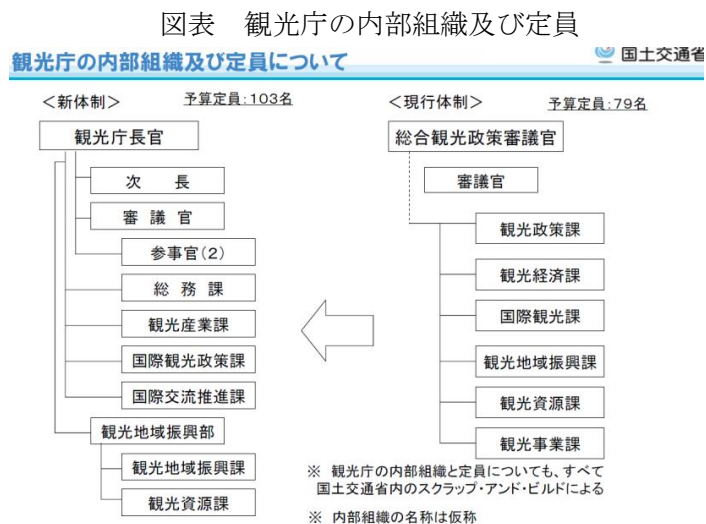 図表　観光庁の内部組織及び定員
観光庁の内部組織及び定員について
国土交通省
＜新体制＞　予算定員:103名
観光庁長官
次　長
審 議 官
参事官(2)
総 務 課
観光産業課
国際観光政策課
国際交流推進課
観光地域振興部
観光地域振興課
観光資源課
＜現行体制＞　予算定員:79名
総合観光政策審議官
審議官
観光政策課
観光経済課
国際観光課
観光地域振興課
観光資源課
観光事業課
※ 観光庁の内部組織と定員についても、すべて
国土交通省内のスクラップ・アンド・ビルドによる
※ 内部組織の名称は仮称